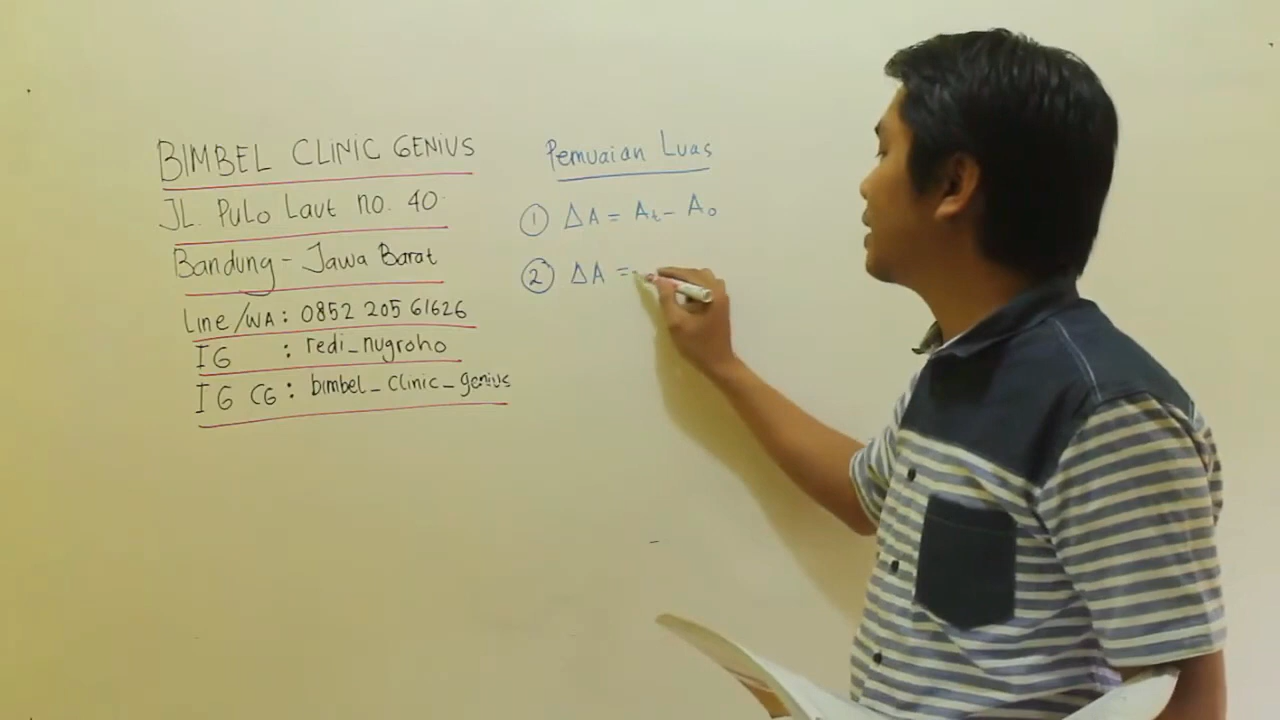 BIMBEL CLINIC GENIUS
JL. Pulo Laut no. 40
Bandung - Jawa Barat
Line/WA : 0852 205 61626
IG : redi_nugroho
IG CG : bimbel_Clinic_genius
Pemuaian Luas
① ΔA = Aₜ - A₀
② ΔA =